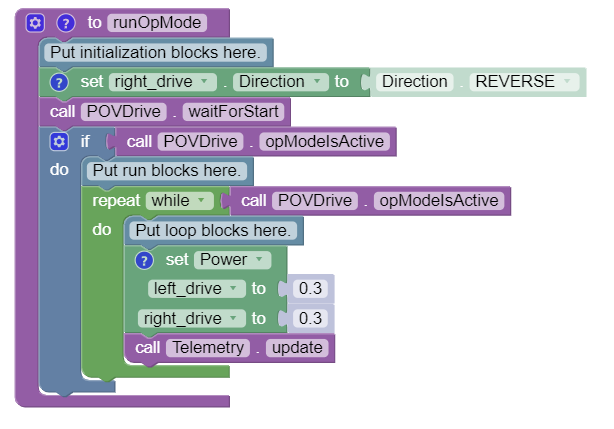 ? to runOpMode
Put initialization blocks here.
? set right_drive . Direction to Direction . REVERSE
call POVDrive . waitForStart
if call POVDrive . opModeIsActive
do Put run blocks here.
repeat while call POVDrive . opModeIsActive
do Put loop blocks here.
? set Power
left_drive to 0.3
right_drive to 0.3
call Telemetry . update